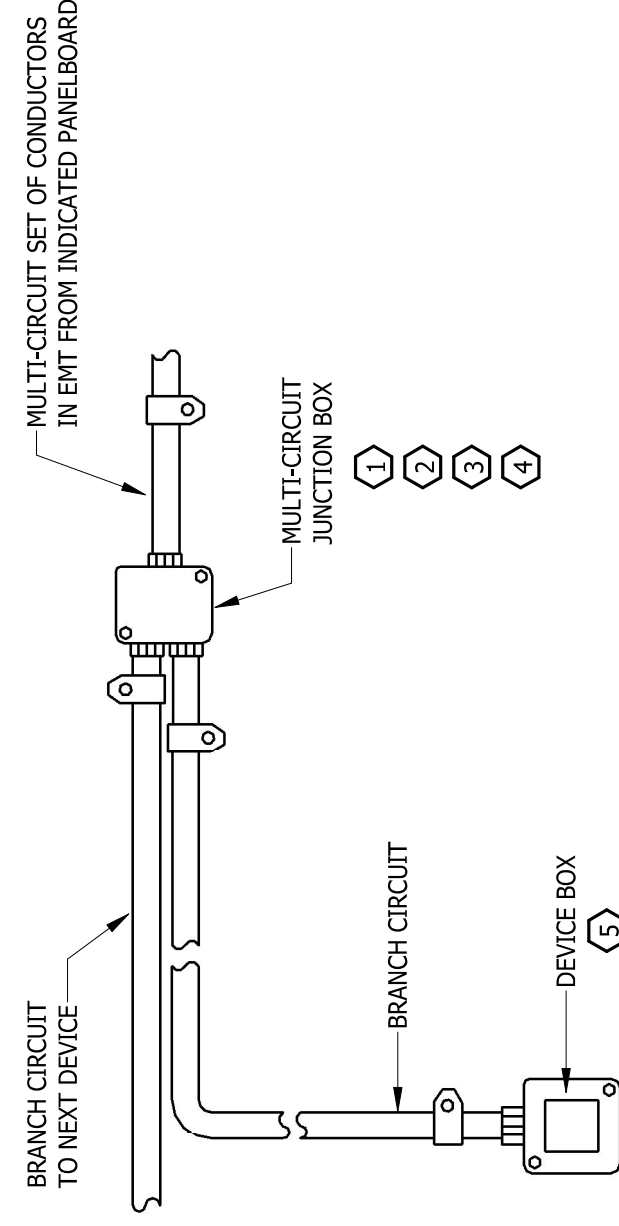 MULTI-CIRCUIT SET OF CONDUCTORS
IN EMT FROM INDICATED PANELBOARD
BRANCH CIRCUIT
TO NEXT DEVICE
MULTI-CIRCUIT
JUNCTION BOX
1
2
3
4
BRANCH CIRCUIT
DEVICE BOX
5